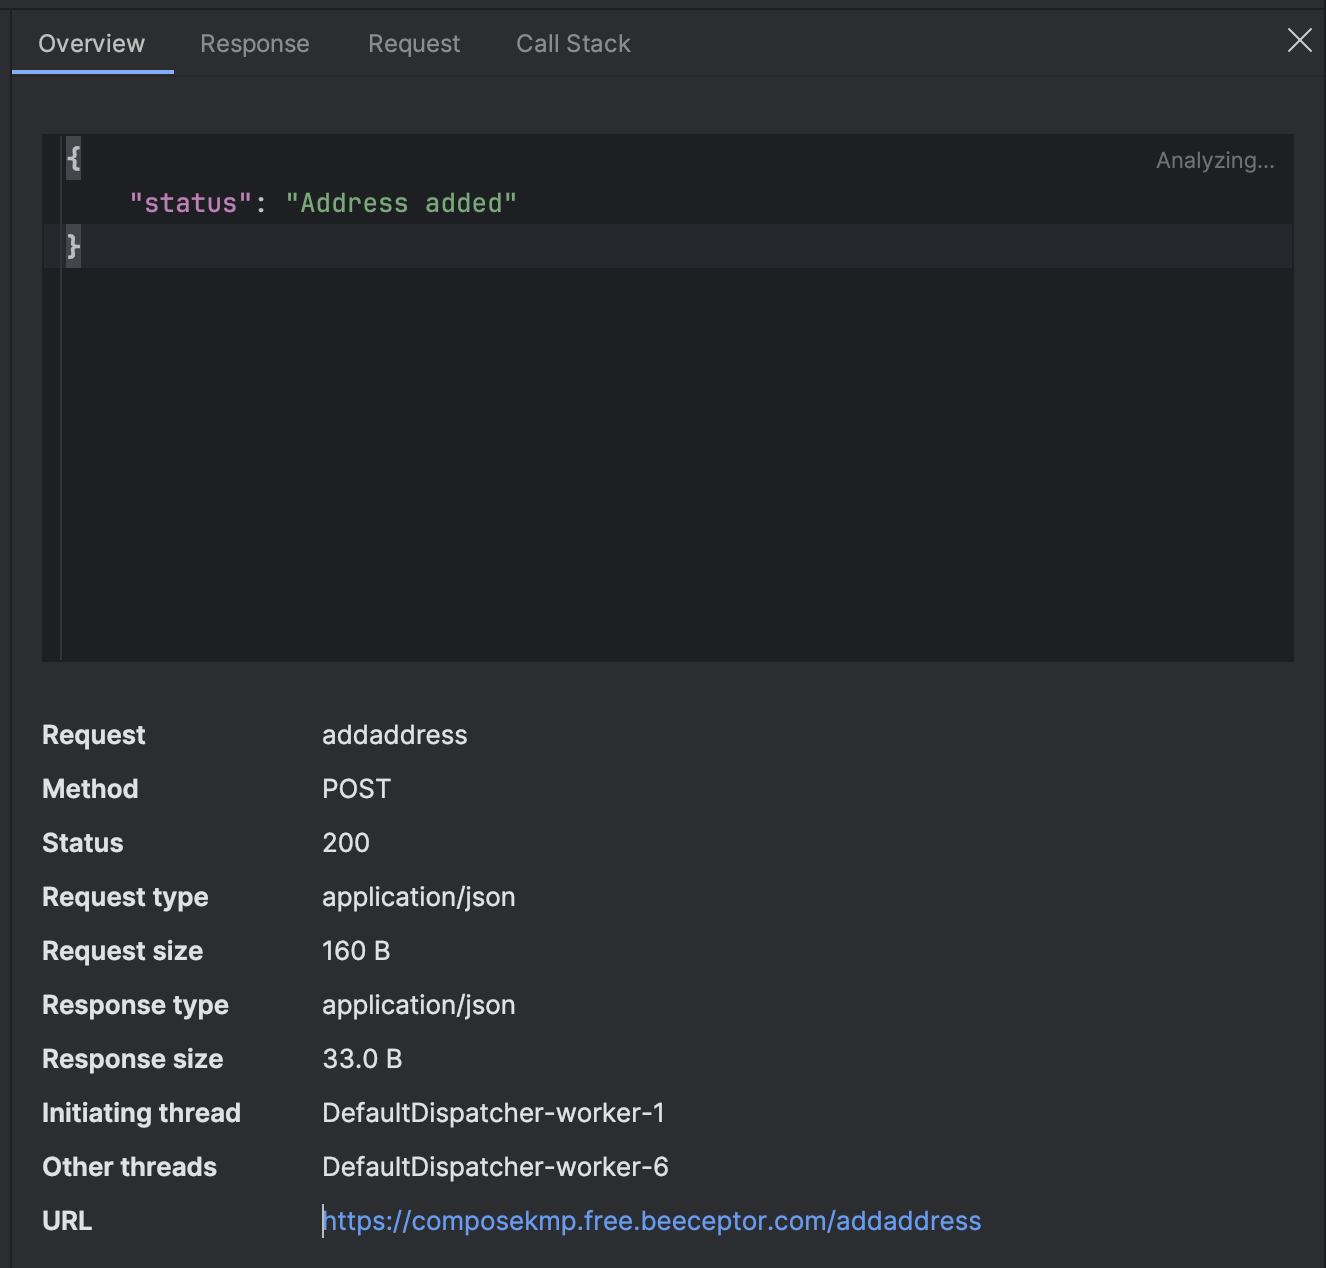 Overview Response Request Call Stack
{ Analyzing...
"status": "Address added"
}
Request addaddress
Method POST
Status 200
Request type application/json
Request size 160 B
Response type application/json
Response size 33.0 B
Initiating thread DefaultDispatcher-worker-1
Other threads DefaultDispatcher-worker-6
URL https://composekmp.free.beeceptor.com/addaddress